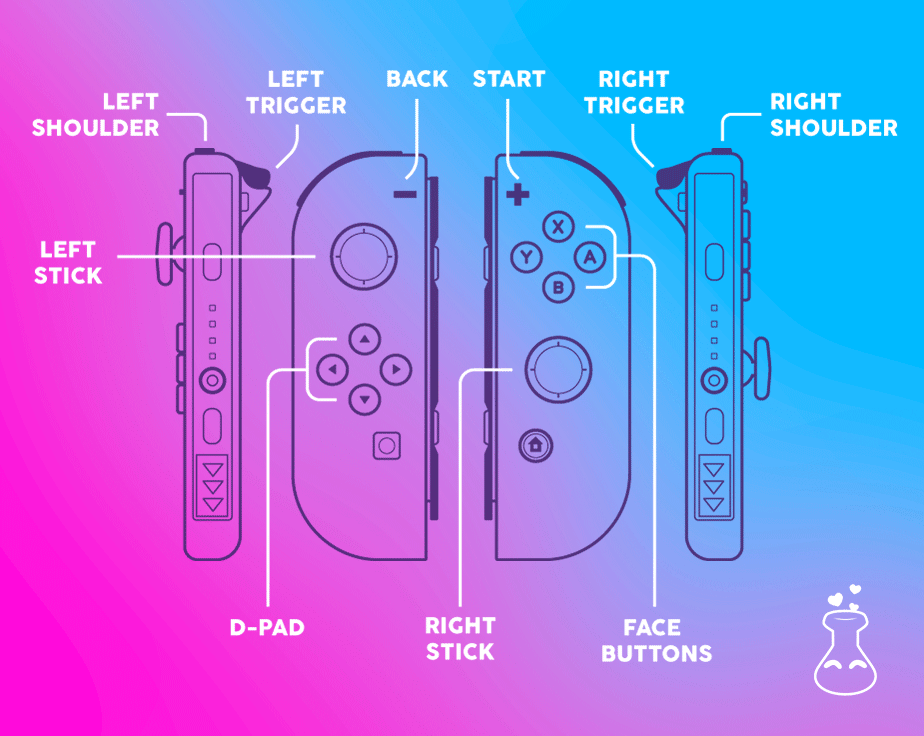 LEFT
TRIGGER
BACK
START
RIGHT
TRIGGER
LEFT
SHOULDER
RIGHT
SHOULDER
X
Y
A
B
LEFT
STICK
D-PAD
RIGHT
STICK
FACE
BUTTONS